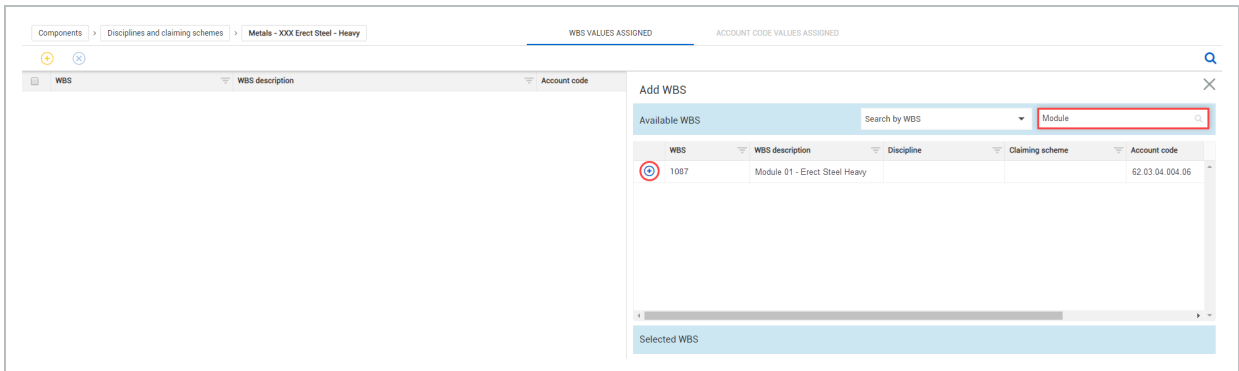 Components > Disciplines and claiming schemes > Metals - XXX Erect Steel - Heavy
WBS VALUES ASSIGNED
ACCOUNT CODE VALUES ASSIGNED
WBS
WBS description
Account code
Add WBS
Available WBS
Search by WBS
Module
WBS
WBS description
Discipline
Claiming scheme
Account code
1087
Module 01 - Erect Steel Heavy
62.03.04.004.06
Selected WBS